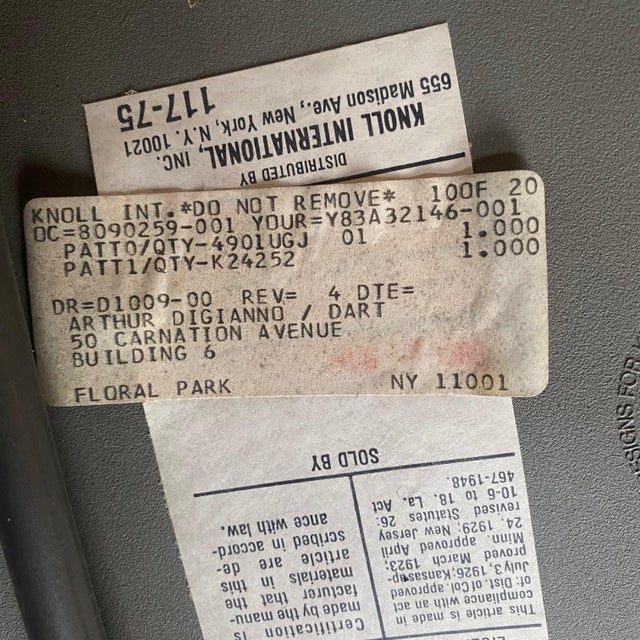 KNOLL INT.*DO NOT REMOVE* 10OF 20
OC=8090259-001 YOUR=Y83A32146-001
PATTO/QTY-4901UGJ 01 1.000
PATT1/QTY-K24252 1.000
DR=D1009-00 REV= 4 DTE=
ARTHUR DIGIANNO / DART
50 CARNATION AVENUE
BUILDING 6
FLORAL PARK NY 11001
DISTRIBUTED BY
KNOLL INTERNATIONAL, INC.
655 Madison Ave., New York, N.Y. 10021
117-75
This article is made in
compliance with an act
of: Dist. of Col. approved
July 3, 1926; Kansas ap-
proved March 1923;
Minn approved April
24, 1929; New Jersey
revised Statutes 26:
10-6 to 18. La. Act
467-1948.
Certification is
made by the manu-
facturer that the
materials in this
article are de-
scribed in accord-
ance with law.
SOLD BY
SIGNS FOR